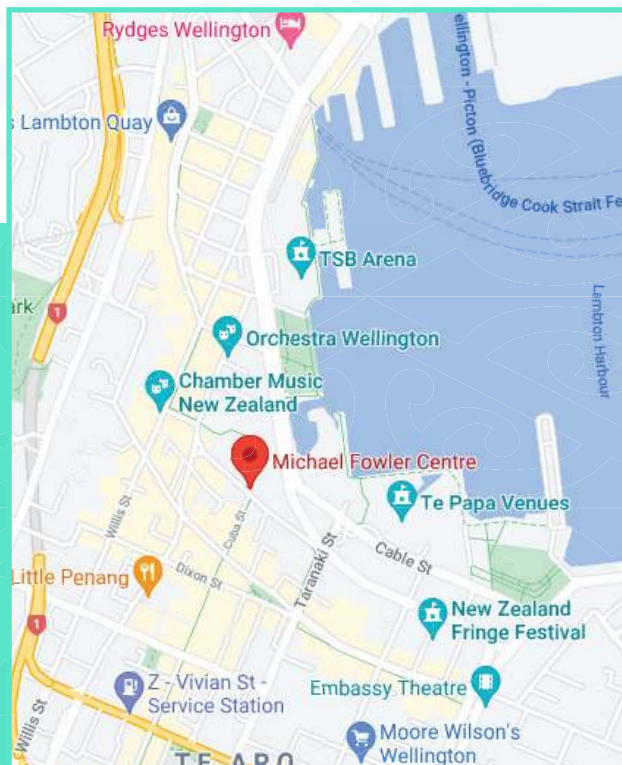 Rydges Wellington
s Lambton Quay
ellington - Picton (Bluebridge Cook Strait Fe
TSB Arena
Lambton Harbour
ark
1
Orchestra Wellington
Chamber Music
New Zealand
Michael Fowler Centre
Te Papa Venues
Willis St
Cuba St
Taranaki St
Cable St
Little Penang
Dixon St
New Zealand
Fringe Festival
1
Z - Vivian St -
Service Station
Embassy Theatre
Willis St
Moore Wilson's
Wellington
TE ARO